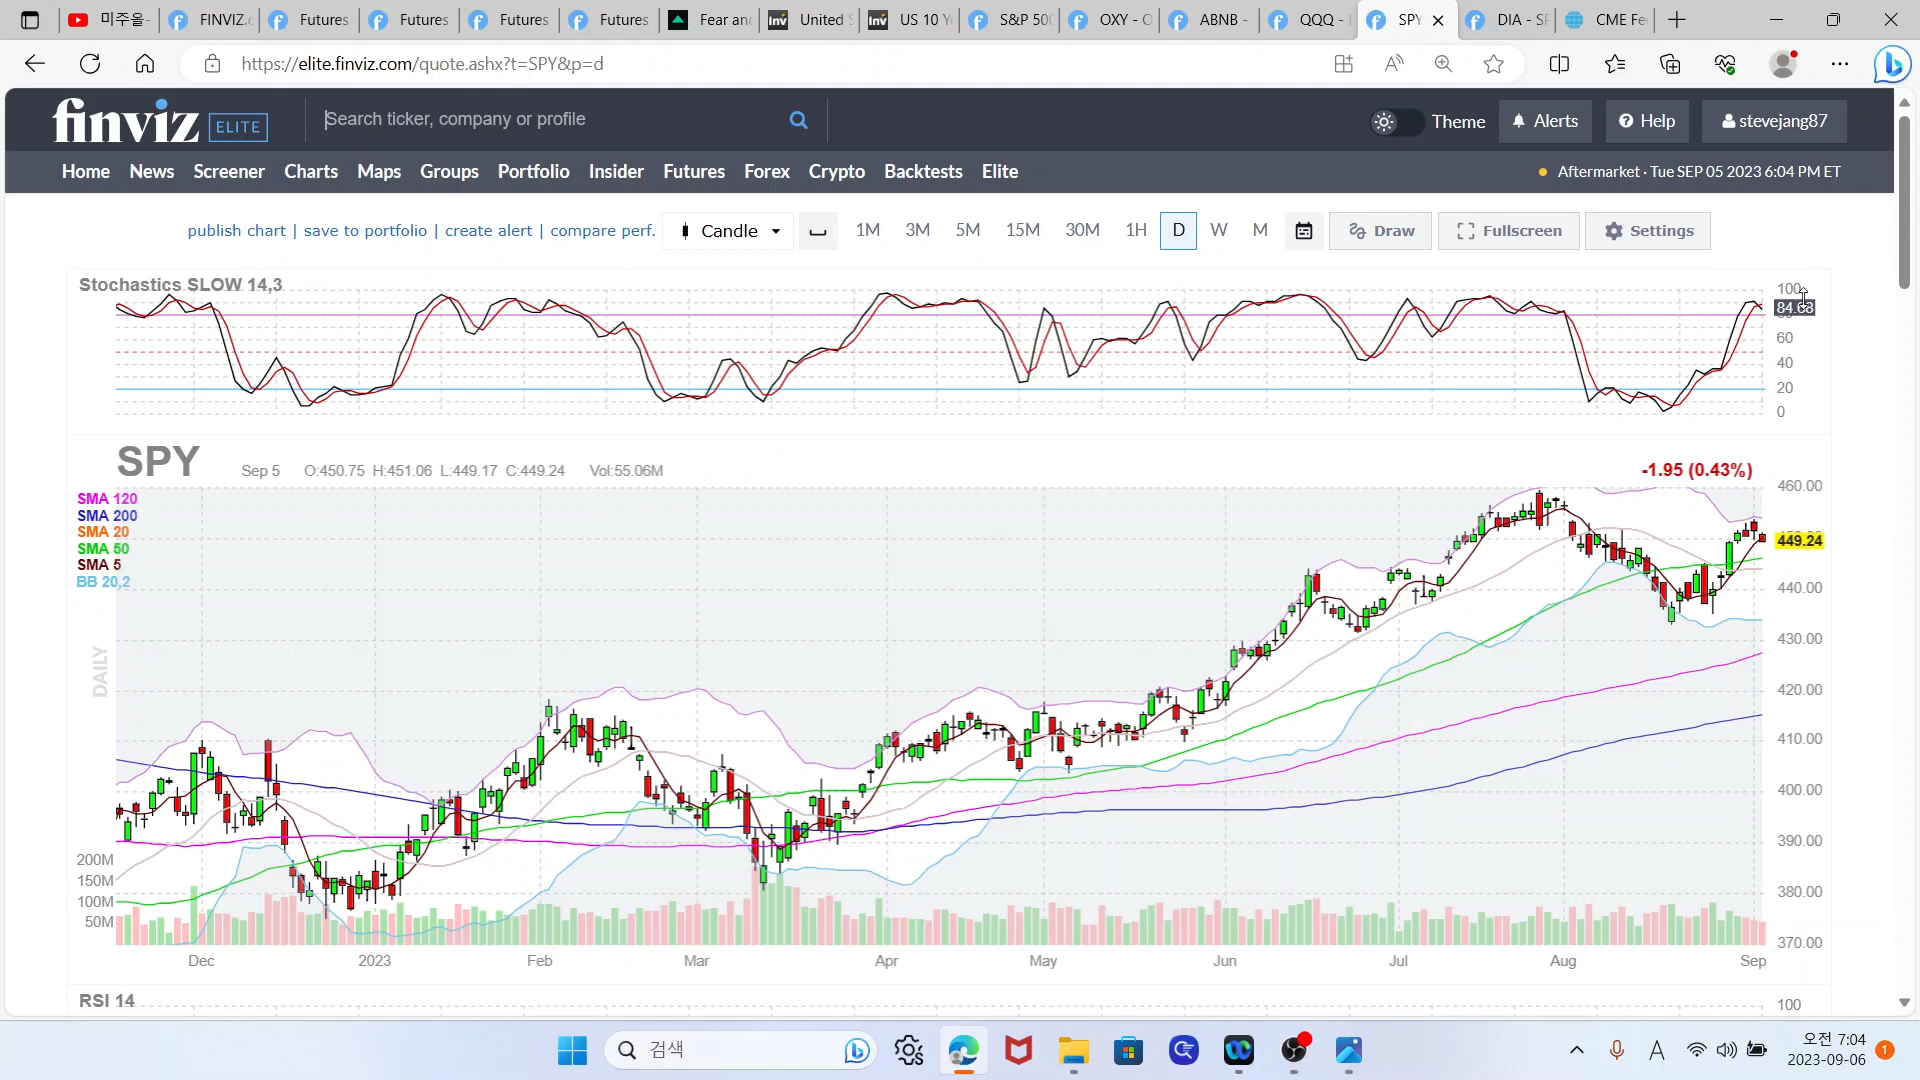 미주올-
FINVIZ.c
Futures
Futures
Futures
Futures
Fear an
Inv
United S
Inv
US 10 Y
S&P 500
OXY - O
ABNB -
QQQ -
SPY
DIA - SP
CME Fe
https://elite.finviz.com/quote.ashx?t=SPY&p=d
finviz ELITE
Search ticker, company or profile
Theme
Alerts
Help
stevejang87
Home News Screener Charts Maps Groups Portfolio Insider Futures Forex Crypto Backtests Elite
Aftermarket · Tue SEP 05 2023 6:04 PM ET
publish chart | save to portfolio | create alert | compare perf.
Candle
1M 3M 5M 15M 30M 1H D W M
Draw
Fullscreen
Settings
Stochastics SLOW 14,3
100
60
40
20
0
SPY
Sep 5 O:450.75 H:451.06 L:449.17 C:449.24 Vol:55.06M
-1.95 (0.43%)
SMA 120
SMA 200
SMA 20
SMA 50
SMA 5
BB 20,2
DAILY
460.00
449.24
440.00
430.00
420.00
410.00
400.00
390.00
380.00
370.00
200M
150M
100M
50M
Dec 2023 Feb Mar Apr May Jun Jul Aug Sep
RSI 14
100
검색
A
오전 7:04
2023-09-06
1